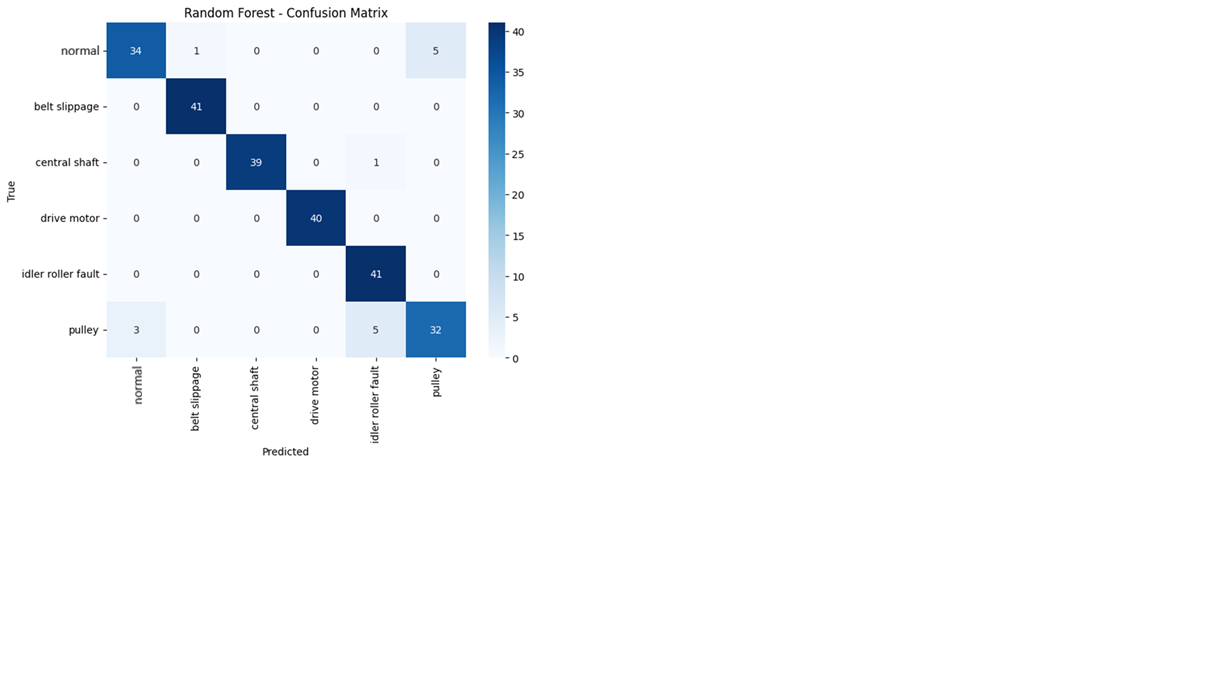 Random Forest - Confusion Matrix
normal 34 1 0 0 0 5
belt slippage 0 41 0 0 0 0
central shaft 0 0 39 0 1 0
drive motor 0 0 0 40 0 0
idler roller fault 0 0 0 0 41 0
pulley 3 0 0 0 5 32
True
normal
belt slippage
central shaft
drive motor
idler roller fault
pulley
Predicted
40
35
30
25
20
15
10
5
0